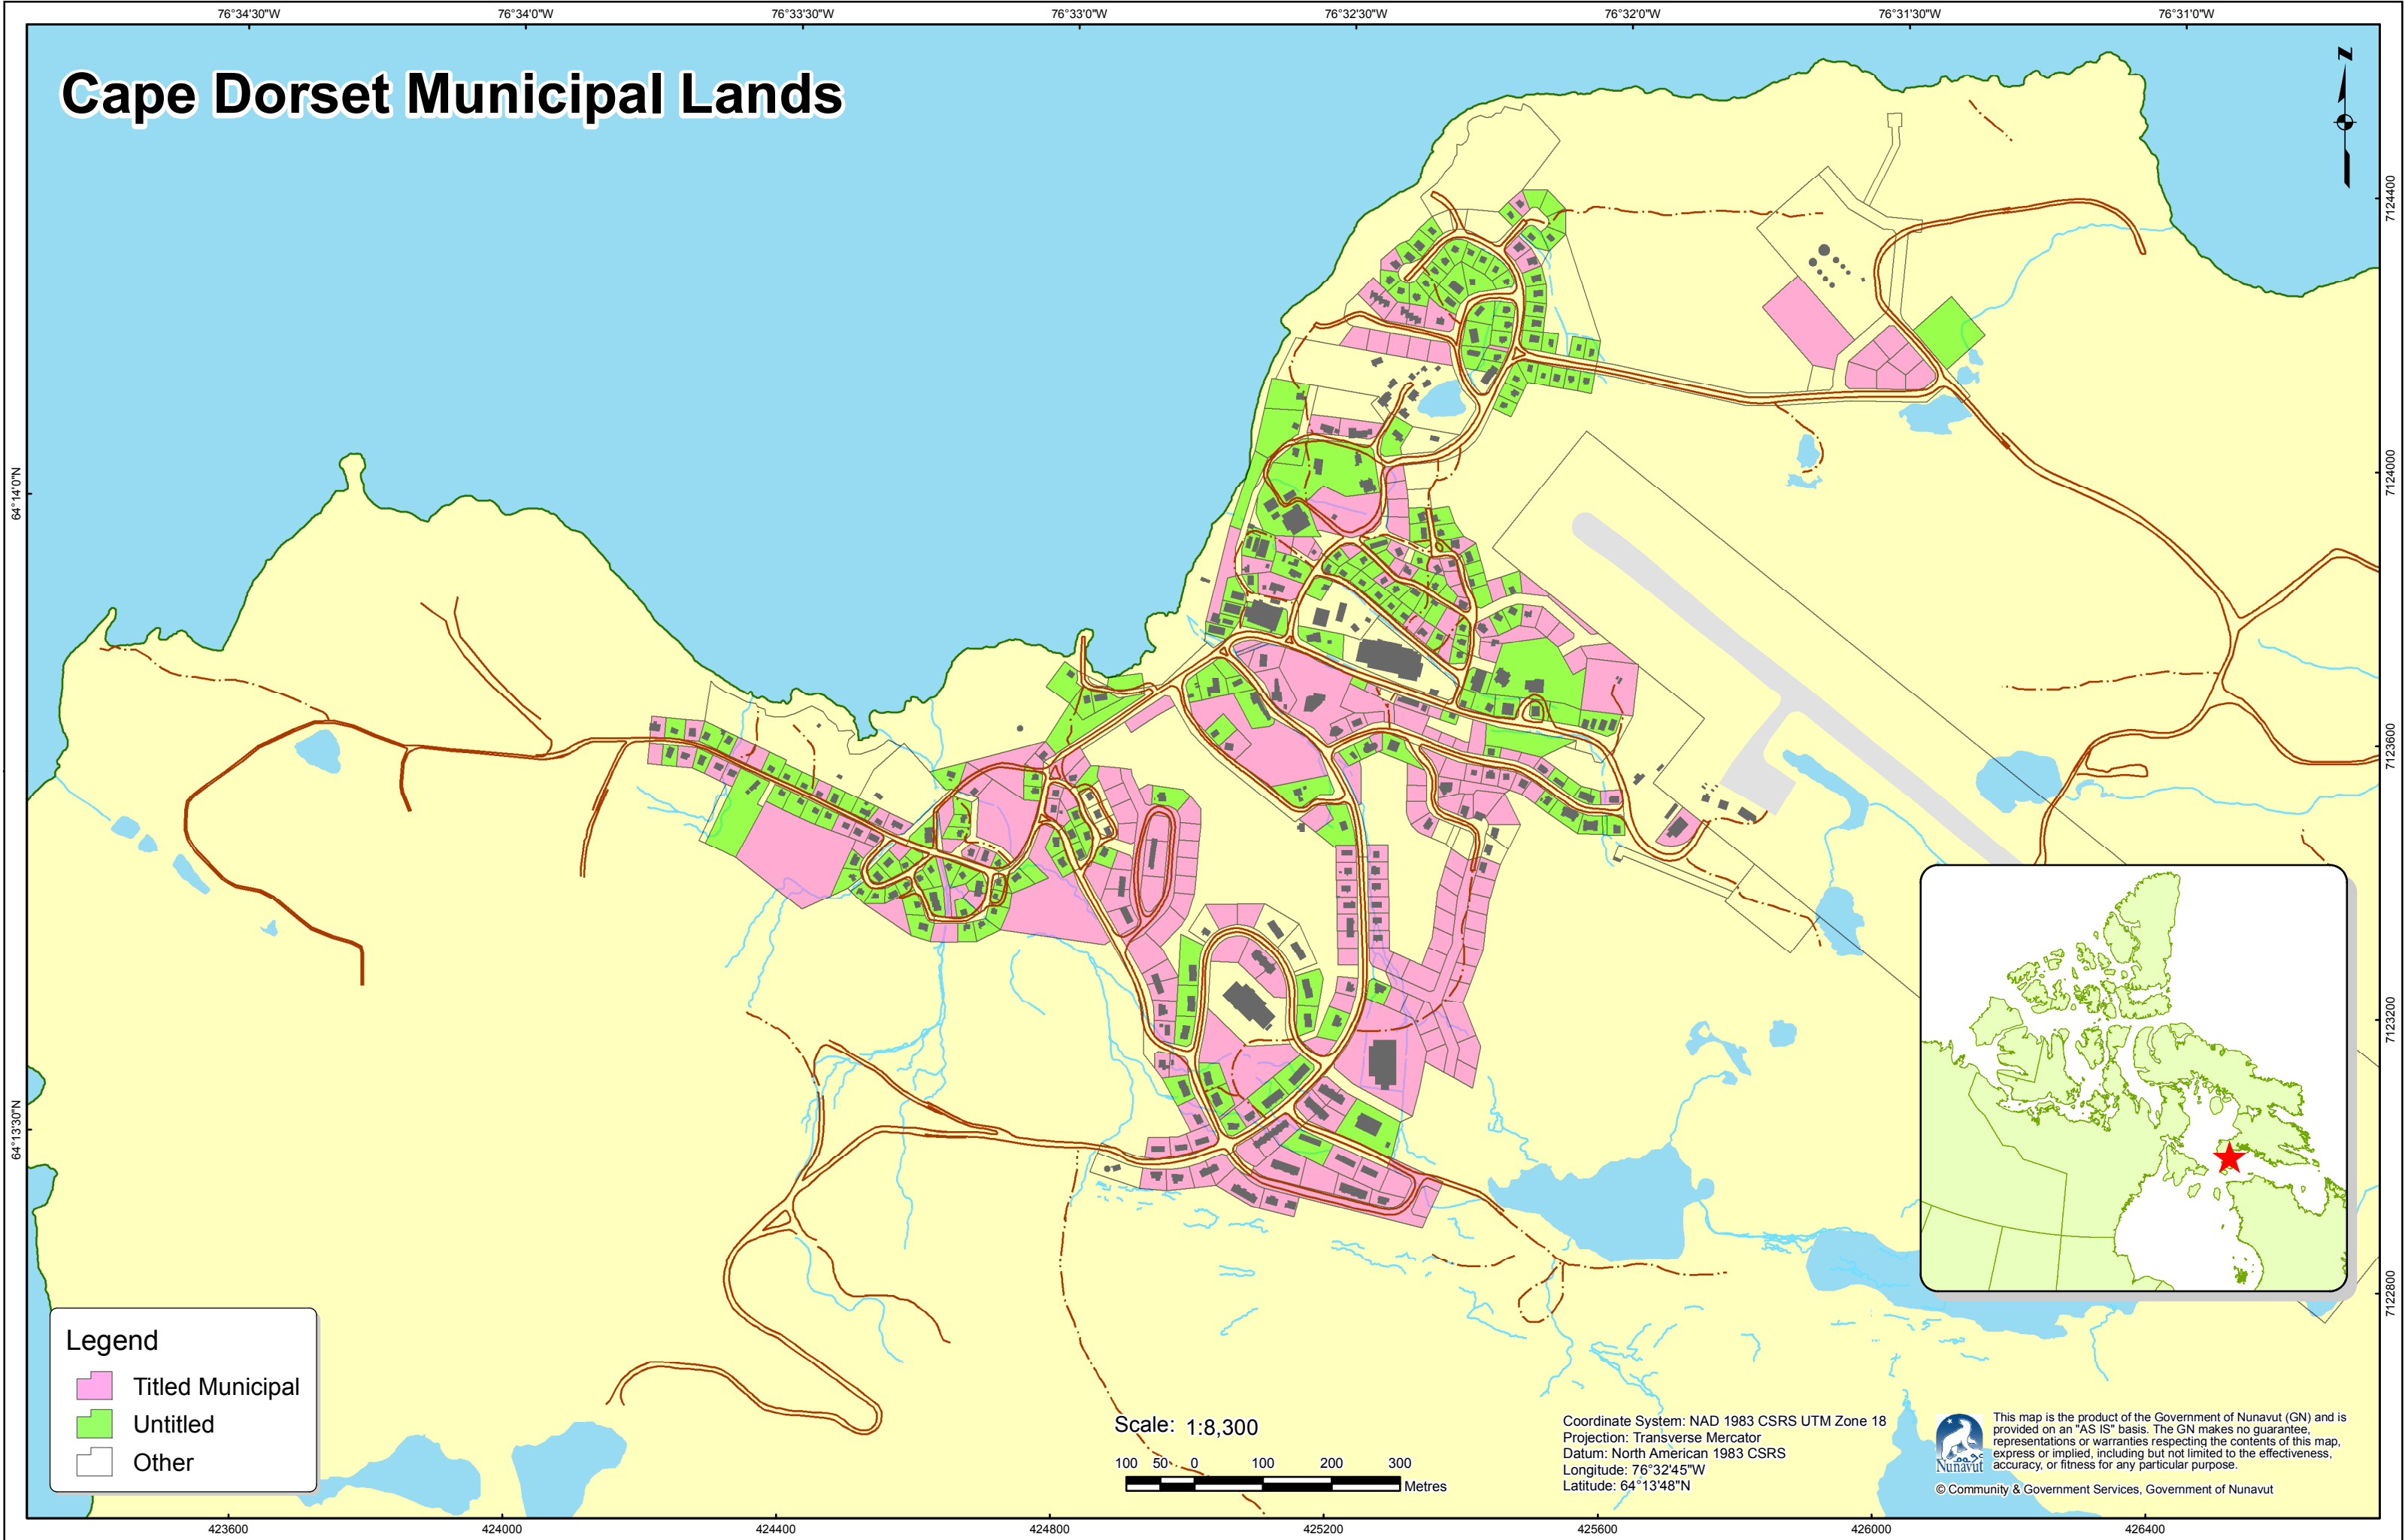 76°34'30"W 76°34'0"W 76°33'30"W 76°33'0"W 76°32'30"W 76°32'0"W 76°31'30"W 76°31'0"W
Cape Dorset Municipal Lands
N
7124400
64°14'0"N
7124000
7123600
7123200
64°13'30"N
7122800
Legend
Titled Municipal
Untitled
Other
Scale: 1:8,300
100 50 0 100 200 300
Metres
Coordinate System: NAD 1983 CSRS UTM Zone 18
Projection: Transverse Mercator
Datum: North American 1983 CSRS
Longitude: 76°32'45"W
Latitude: 64°13'48"N
Nunavut
This map is the product of the Government of Nunavut (GN) and is
provided on an "AS IS" basis. The GN makes no guarantee,
representations or warranties respecting the contents of this map,
express or implied, including but not limited to the effectiveness,
accuracy, or fitness for any particular purpose.
© Community & Government Services, Government of Nunavut
423600 424000 424400 424800 425200 425600 426000 426400